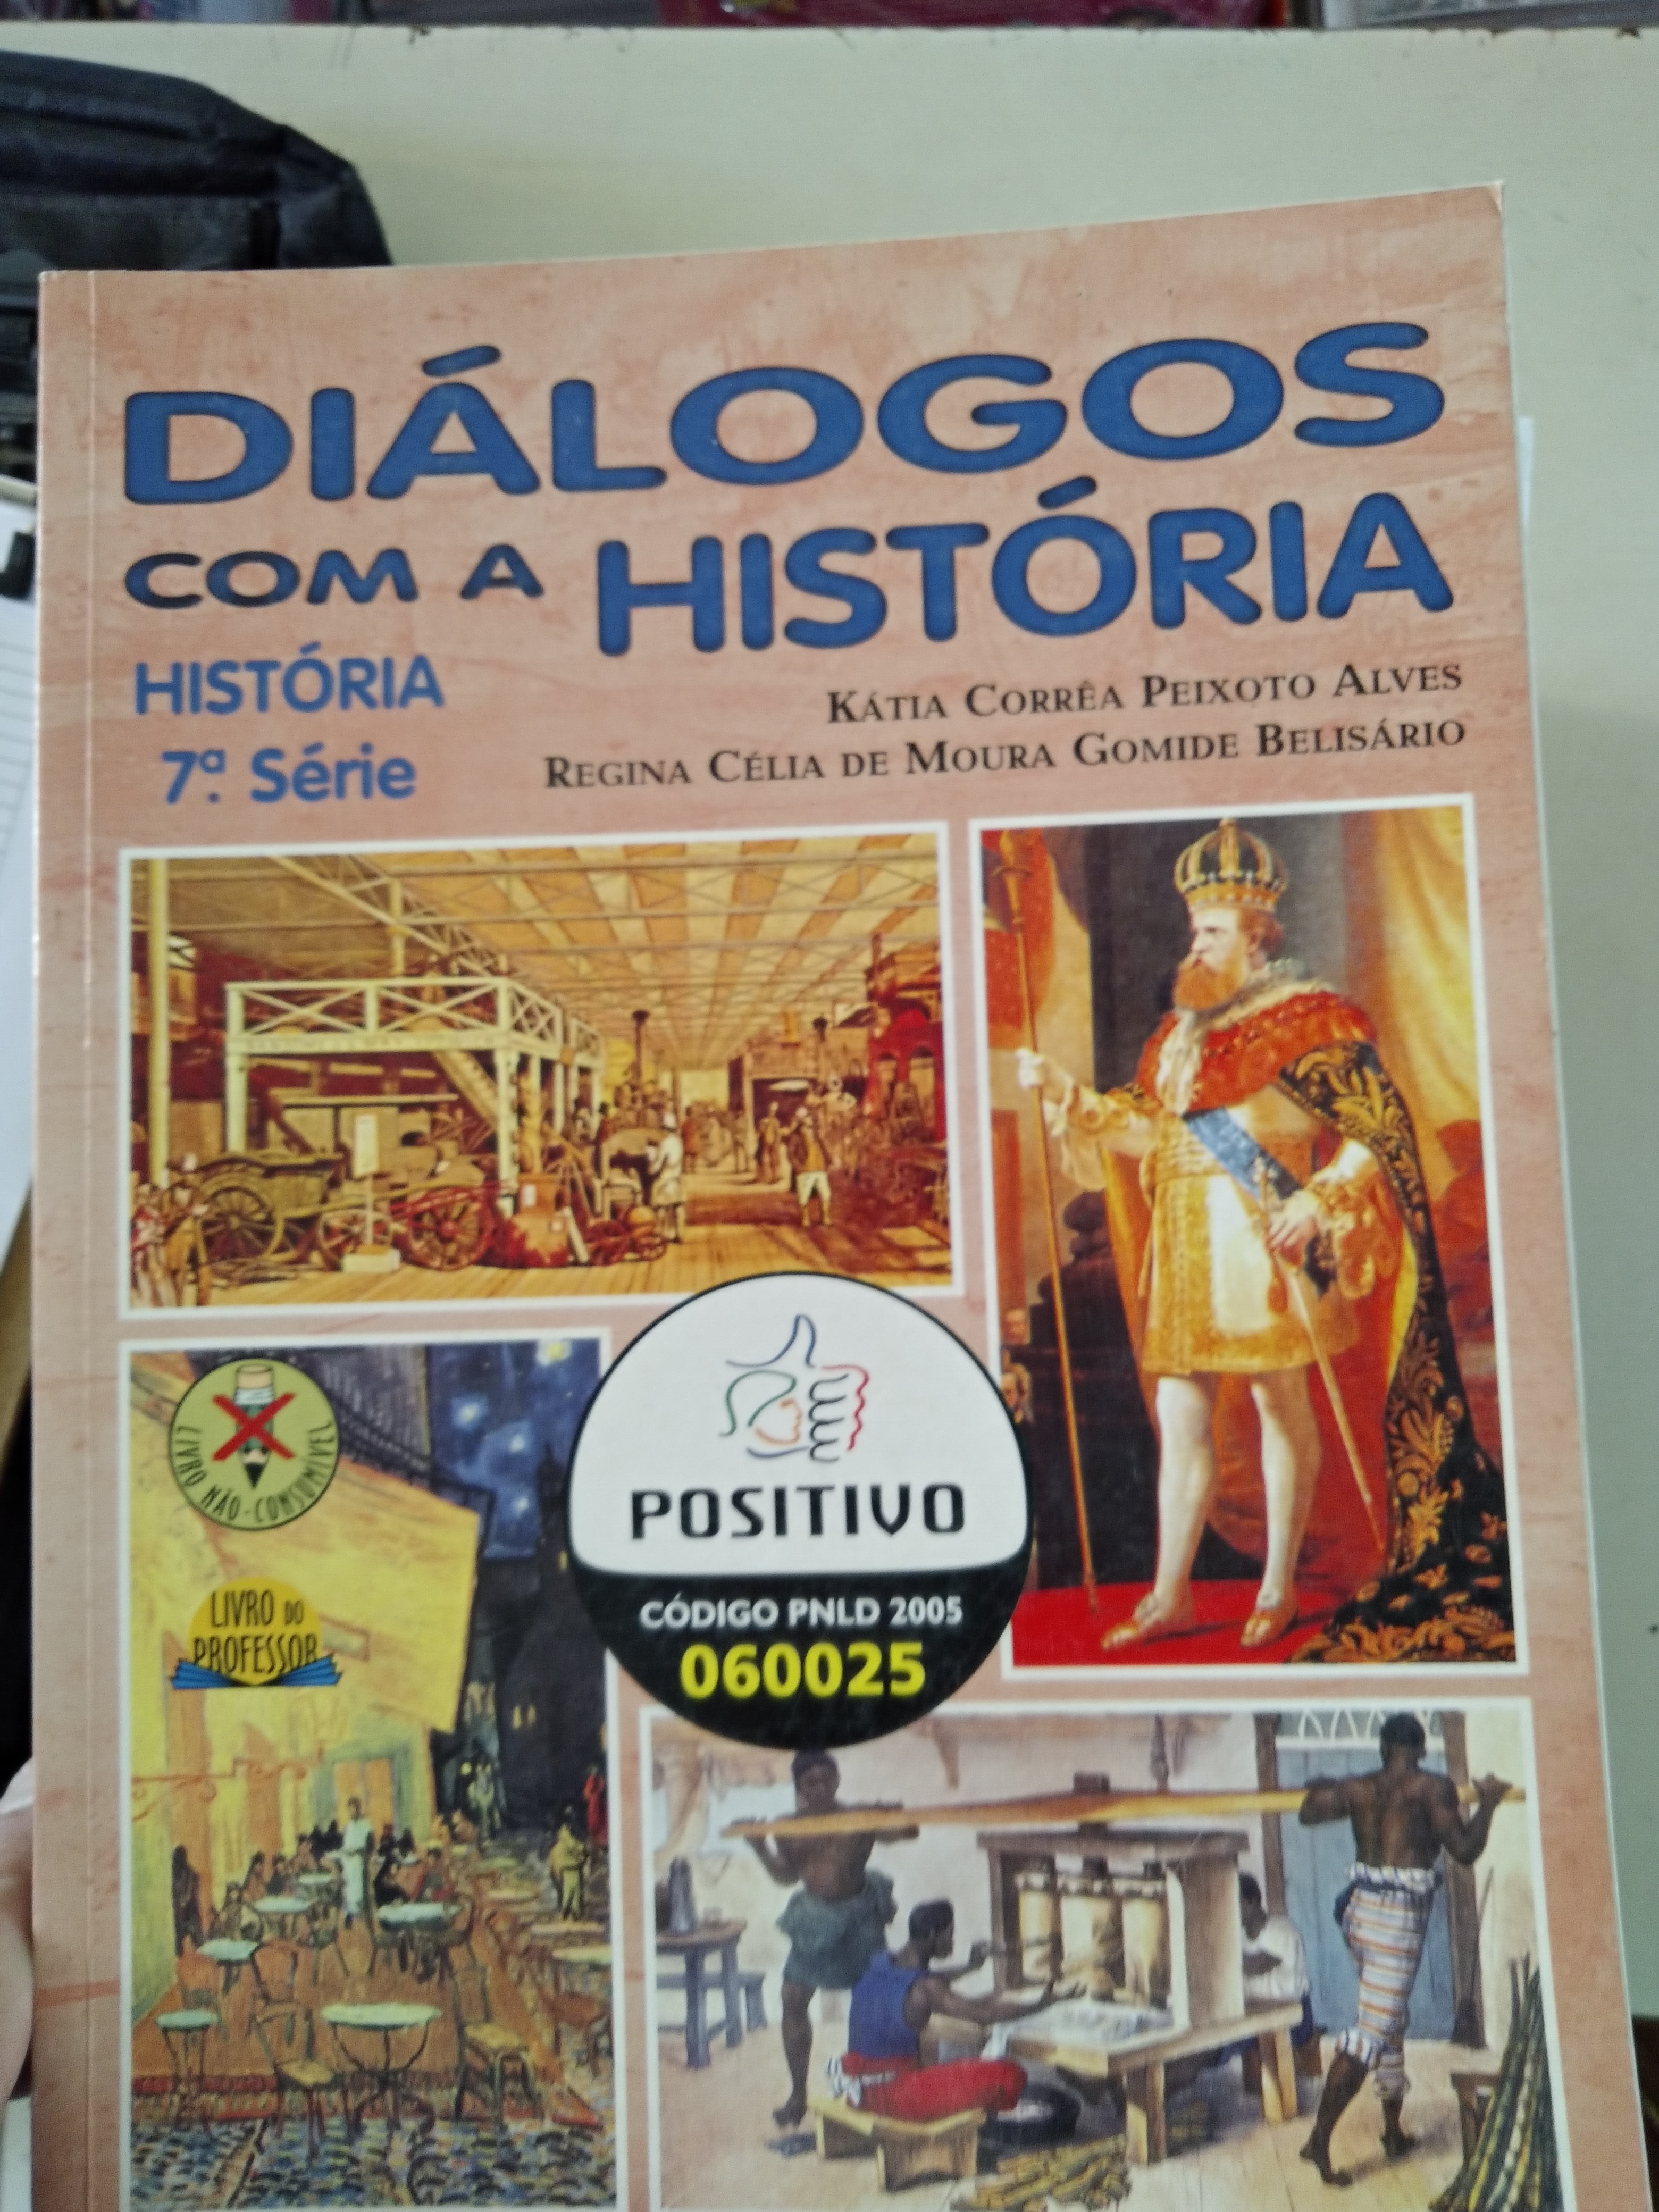 DIÁLOGOS
COM A HISTÓRIA
HISTÓRIA
7ª Série
KÁTIA CORRÊA PEIXOTO ALVES
REGINA CÉLIA DE MOURA GOMIDE BELISÁRIO
LIVRO NÃO-CONSUMÍVEL
LIVRO DO
PROFESSOR
POSITIVO
CÓDIGO PNLD 2005
060025